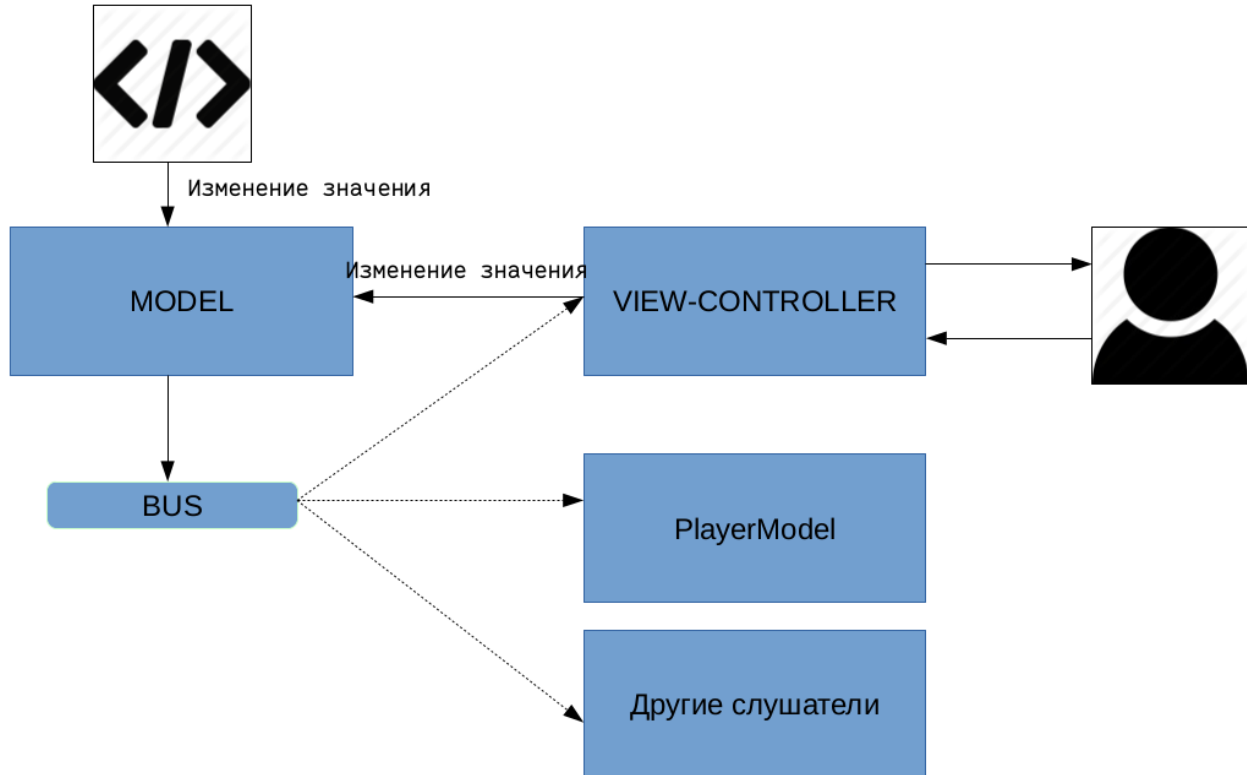 Изменение значения
Изменение значения
MODEL
VIEW-CONTROLLER
BUS
PlayerModel
Другие слушатели